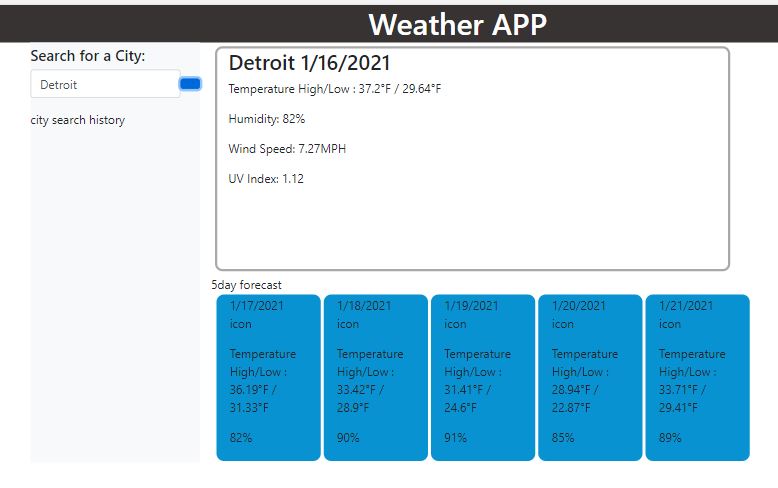 Weather APP
Search for a City:
Detroit
city search history
Detroit 1/16/2021
Temperature High/Low : 37.2°F / 29.64°F
Humidity: 82%
Wind Speed: 7.27MPH
UV Index: 1.12
5day forecast
1/17/2021
icon
Temperature
High/Low :
36.19°F /
31.33°F
82%
1/18/2021
icon
Temperature
High/Low :
33.42°F /
28.9°F
90%
1/19/2021
icon
Temperature
High/Low :
31.41°F /
24.6°F
91%
1/20/2021
icon
Temperature
High/Low :
28.94°F /
22.87°F
85%
1/21/2021
icon
Temperature
High/Low :
33.71°F /
29.41°F
89%